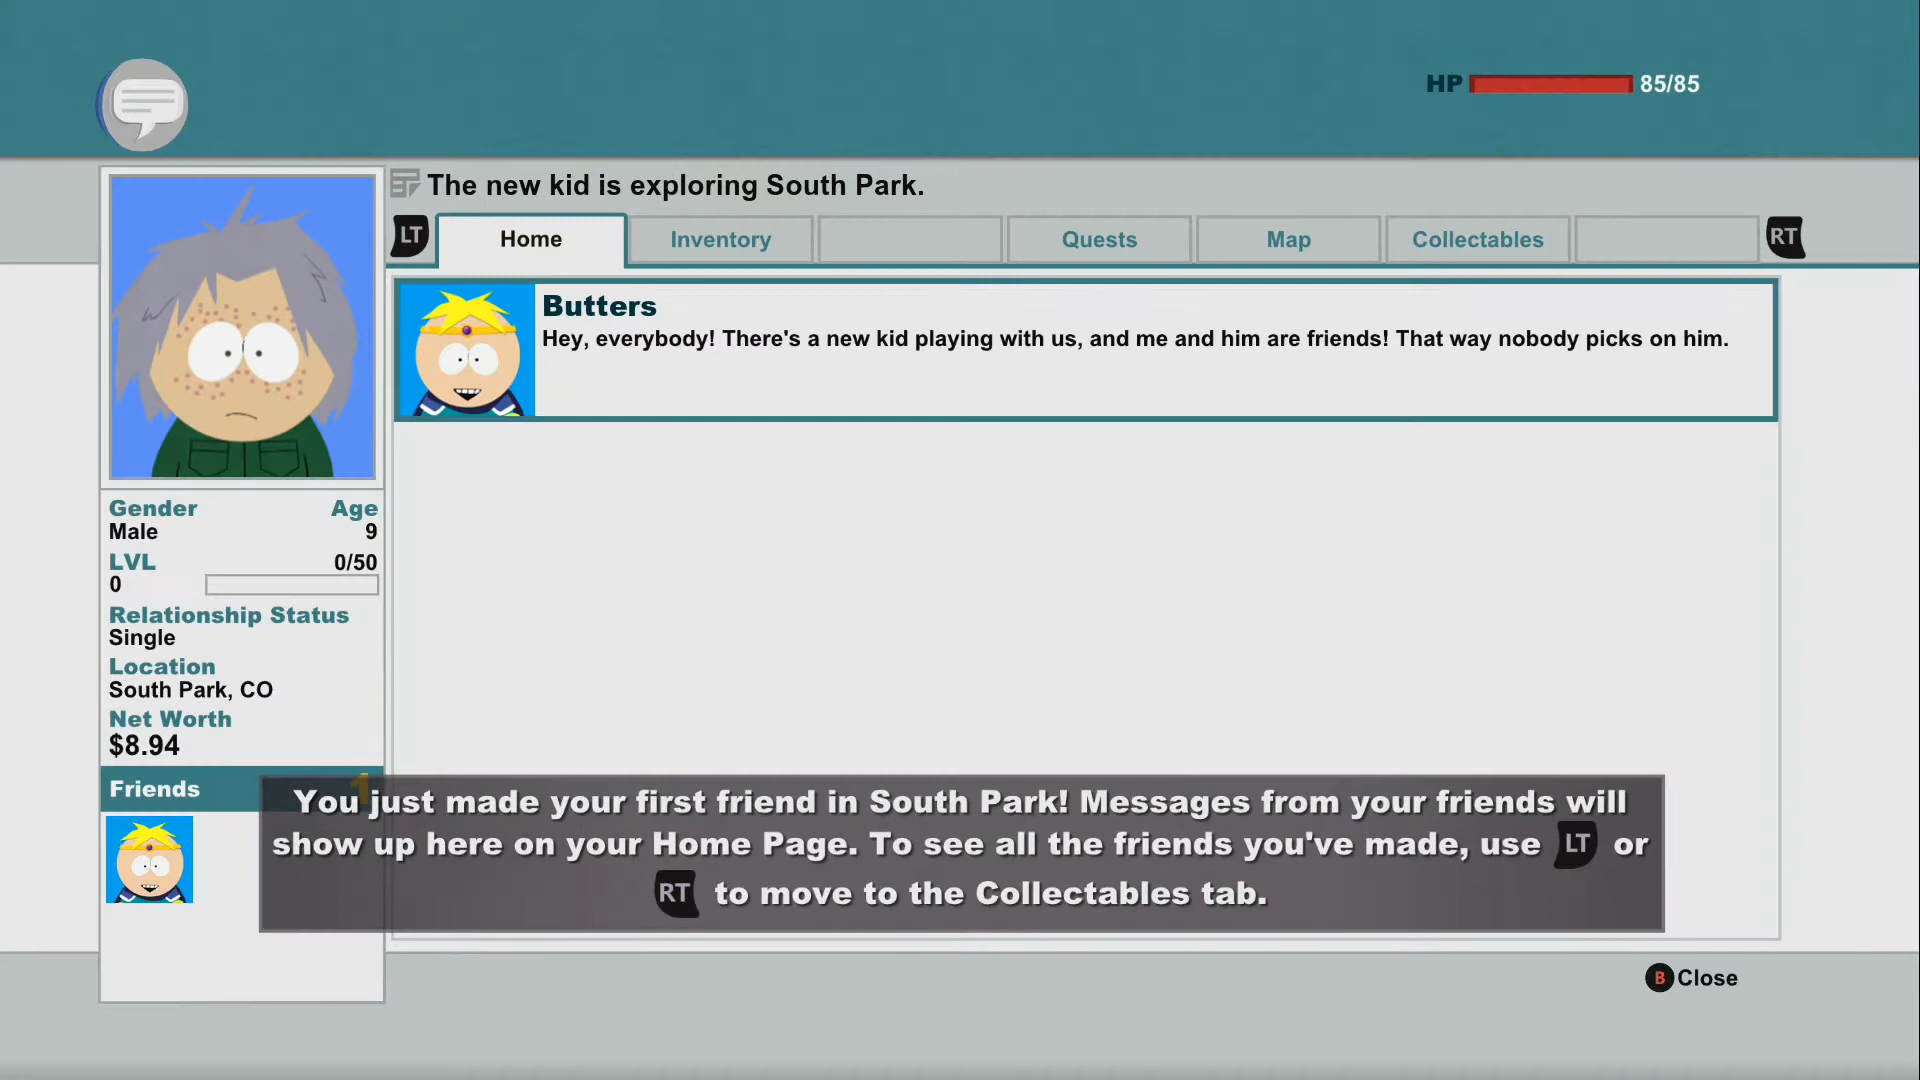 HP 85/85
The new kid is exploring South Park.
LT Home Inventory Quests Map Collectables RT
Butters
Hey, everybody! There's a new kid playing with us, and me and him are friends! That way nobody picks on him.
Gender Age
Male 9
LVL 0/50
0
Relationship Status
Single
Location
South Park, CO
Net Worth
$8.94
Friends 1
You just made your first friend in South Park! Messages from your friends will
show up here on your Home Page. To see all the friends you've made, use LT or
RT to move to the Collectables tab.
B Close